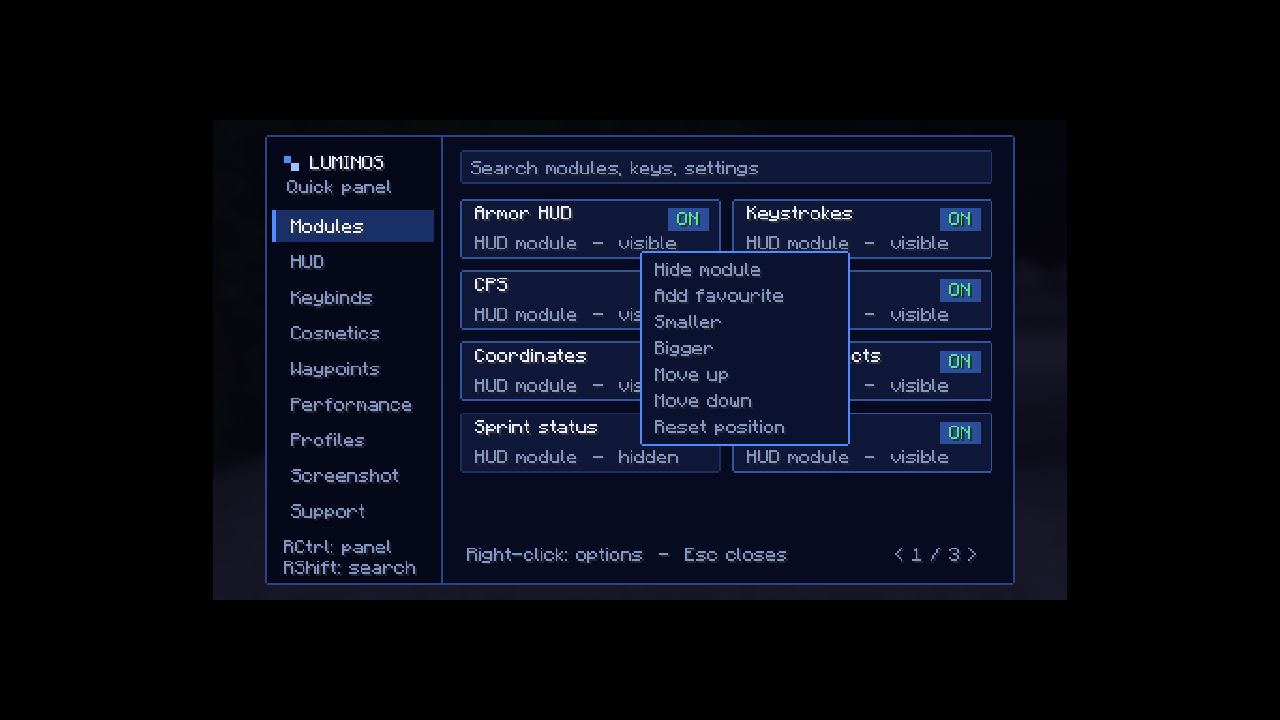 LUMINOS
Quick panel
Modules
HUD
Keybinds
Cosmetics
Waypoints
Performance
Profiles
Screenshot
Support
RCtrl: panel
RShift: search
Search modules, keys, settings
Armor HUD ON
HUD module - visible
Keystrokes ON
HUD module - visible
CPS
HUD module - vis
ON
- visible
Coordinates
HUD module - vis
cts ON
- visible
Sprint status
HUD module - hidden
ON
HUD module - visible
Hide module
Add favourite
Smaller
Bigger
Move up
Move down
Reset position
Right-click: options - Esc closes
< 1 / 3 >